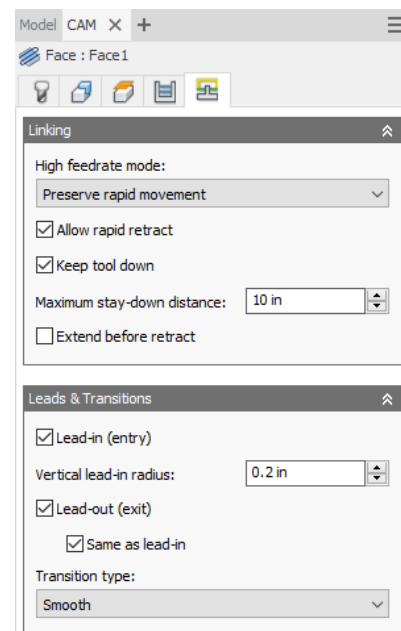 Model CAM
Face : Face1
Linking
High feedrate mode:
Preserve rapid movement
Allow rapid retract
Keep tool down
Maximum stay-down distance: 10 in
Extend before retract
Leads & Transitions
Lead-in (entry)
Vertical lead-in radius: 0.2 in
Lead-out (exit)
Same as lead-in
Transition type:
Smooth